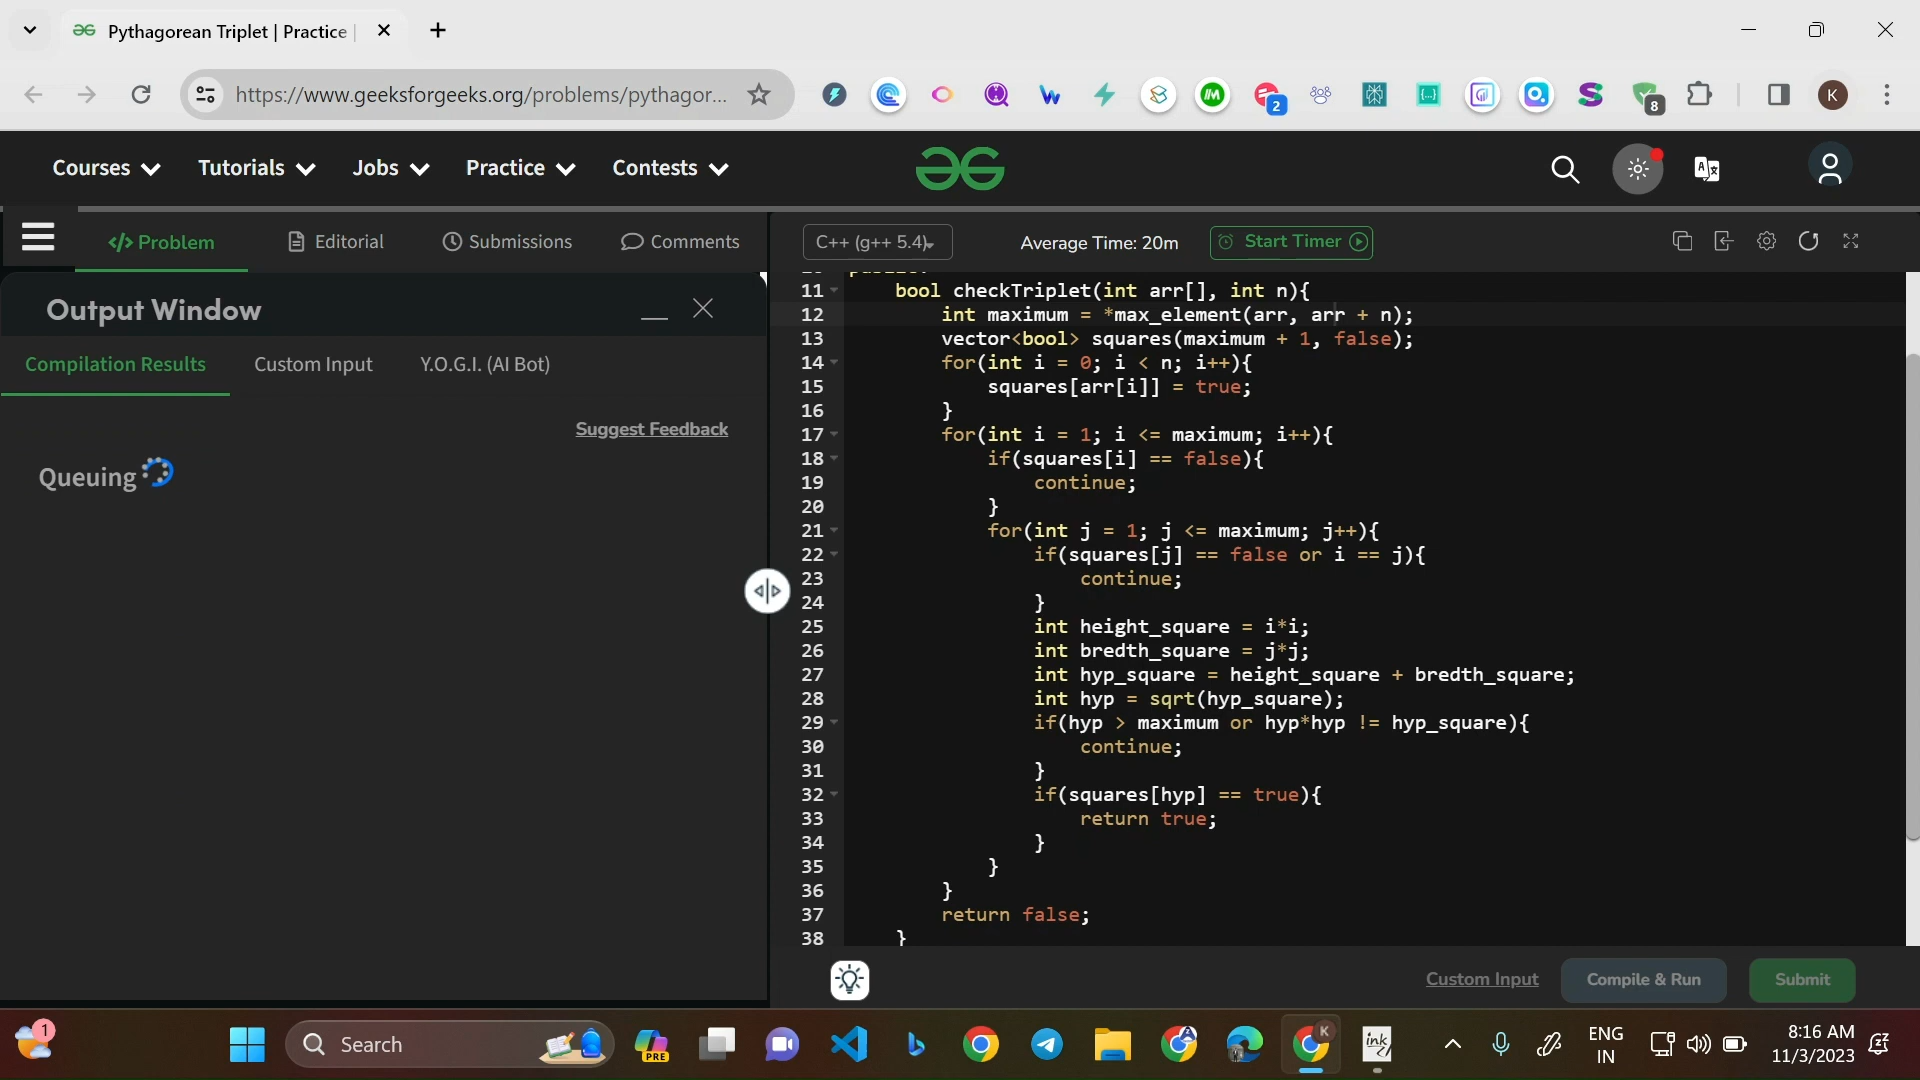 Pythagorean Triplet | Practice |
https://www.geeksforgeeks.org/problems/pythagor...
2
8
K
Courses
Tutorials
Jobs
Practice
Contests
</> Problem
Editorial
Submissions
Comments
C++ (g++ 5.4)
Average Time: 20m
Start Timer
Output Window
Compilation Results
Custom Input
Y.O.G.I. (AI Bot)
Suggest Feedback
Queuing
11 bool checkTriplet(int arr[], int n){
12 int maximum = *max_element(arr, arr + n);
13 vector<bool> squares(maximum + 1, false);
14 for(int i = 0; i < n; i++){
15 squares[arr[i]] = true;
16 }
17 for(int i = 1; i <= maximum; i++){
18 if(squares[i] == false){
19 continue;
20 }
21 for(int j = 1; j <= maximum; j++){
22 if(squares[j] == false or i == j){
23 continue;
24 }
25 int height_square = i*i;
26 int bredth_square = j*j;
27 int hyp_square = height_square + bredth_square;
28 int hyp = sqrt(hyp_square);
29 if(hyp > maximum or hyp*hyp != hyp_square){
30 continue;
31 }
32 if(squares[hyp] == true){
33 return true;
34 }
35 }
36 }
37 return false;
38 }
Custom Input
Compile & Run
Submit
1
Search
PRE
K
ink
ENG
IN
8:16 AM
11/3/2023